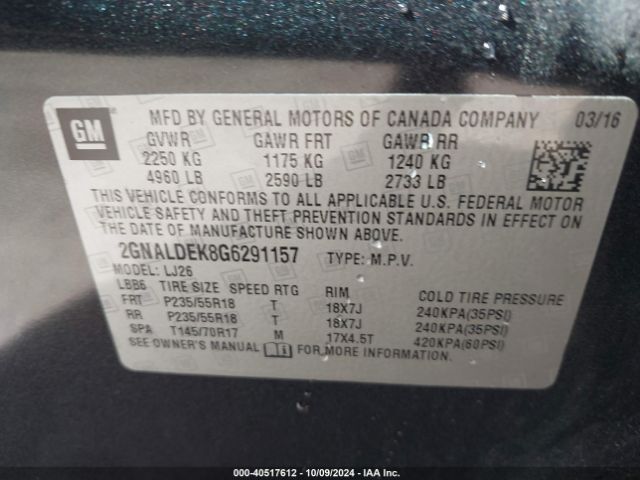 GM
MFD BY GENERAL MOTORS OF CANADA COMPANY 03/16
GVWR GAWR FRT GAWR RR
2250 KG 1175 KG 1240 KG
4960 LB 2590 LB 2733 LB
THIS VEHICLE CONFORMS TO ALL APPLICABLE U.S. FEDERAL MOTOR
VEHICLE SAFETY AND THEFT PREVENTION STANDARDS IN EFFECT ON
THE DATE OF MANUFACTURE SHOWN ABOVE.
2GNALDEK8G6291157 TYPE: M.P.V.
MODEL: LJ26
LBB6 TIRE SIZE SPEED RTG RIM COLD TIRE PRESSURE
FRT P235/55R18 T 18X7J 240KPA(35PSI)
RR P235/55R18 T 18X7J 240KPA(35PSI)
SPA T145/70R17 M 17X4.5T 420KPA(60PSI)
SEE OWNER'S MANUAL FOR MORE INFORMATION.
000-40517612 - 10/09/2024 - IAA Inc.